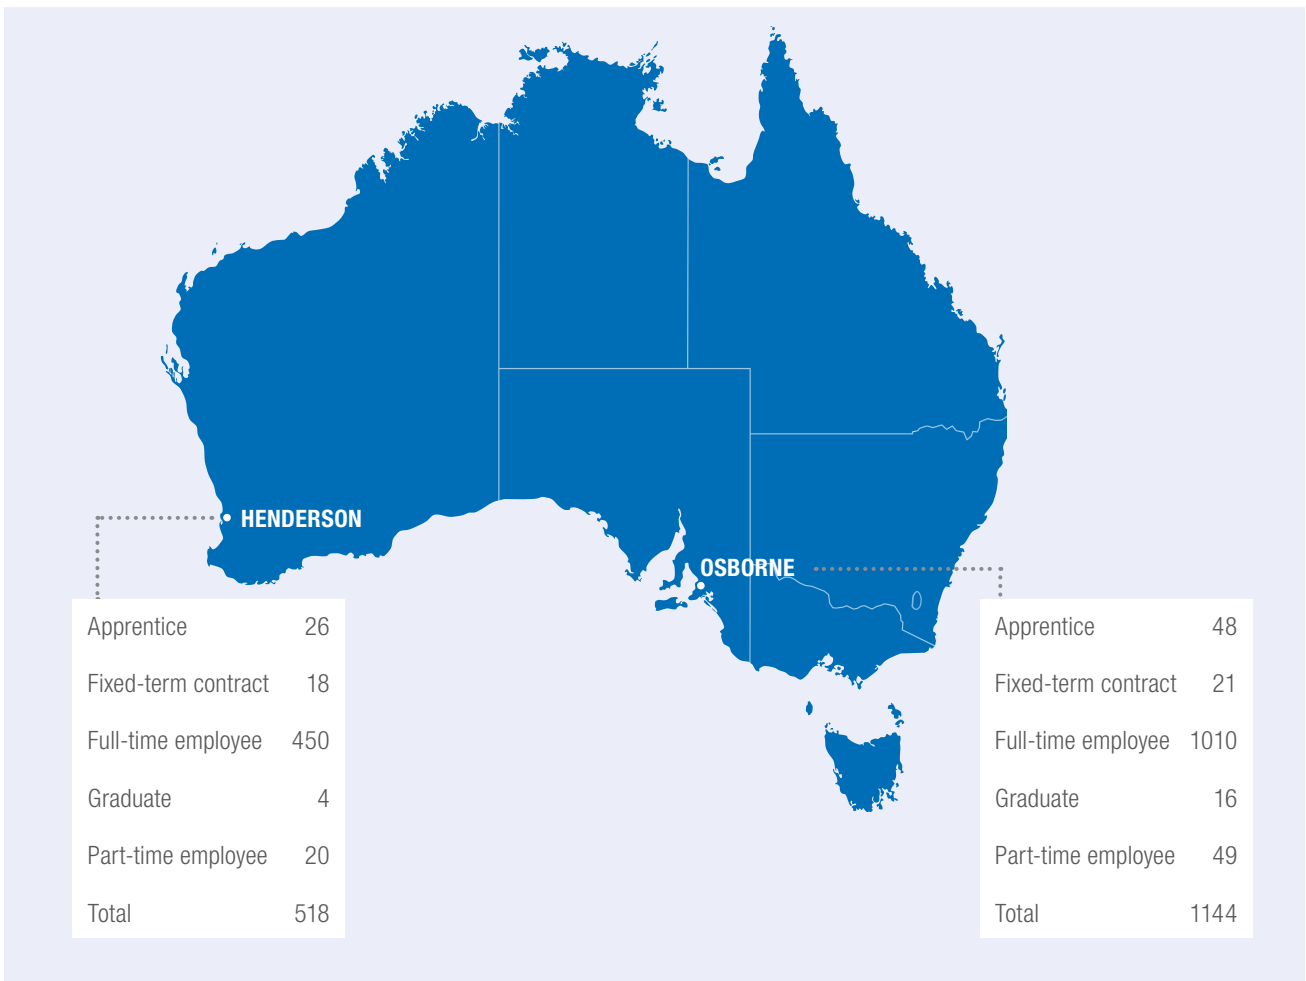 HENDERSON
OSBORNE
Apprentice 26
Fixed-term contract 18
Full-time employee 450
Graduate 4
Part-time employee 20
Total 518
Apprentice 48
Fixed-term contract 21
Full-time employee 1010
Graduate 16
Part-time employee 49
Total 1144